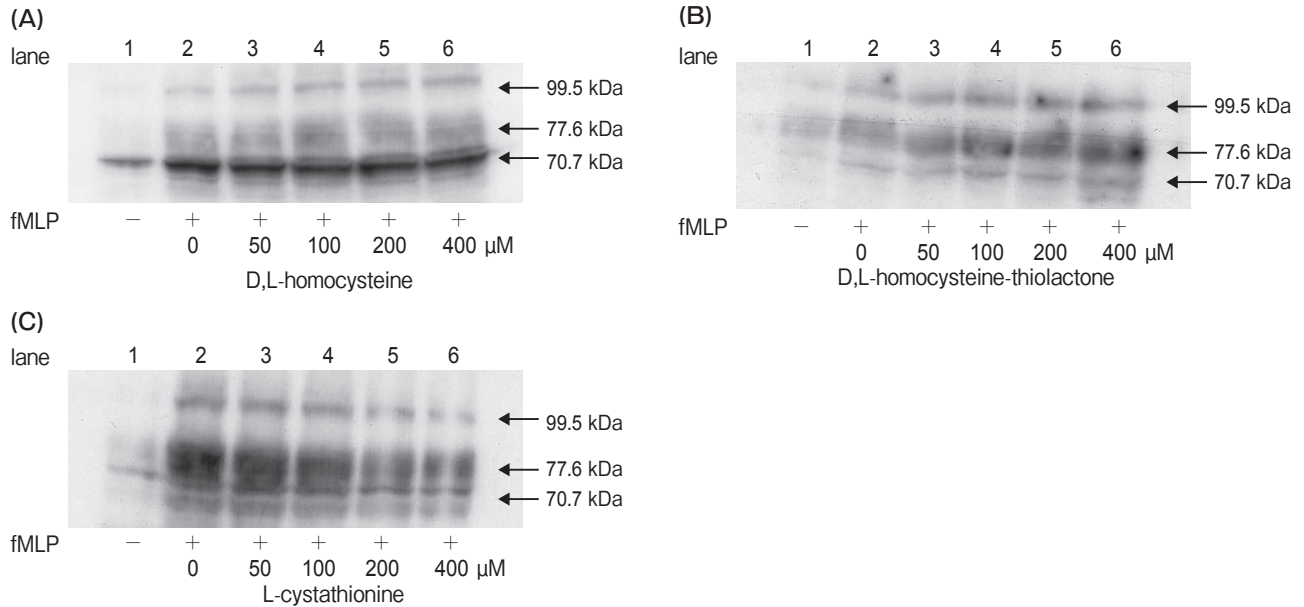 (A)
lane 1 2 3 4 5 6
99.5 kDa
77.6 kDa
70.7 kDa
fMLP − + + + + +
0 50 100 200 400 µM
D,L-homocysteine
(B)
lane 1 2 3 4 5 6
99.5 kDa
77.6 kDa
70.7 kDa
fMLP − + + + + +
0 50 100 200 400 µM
D,L-homocysteine-thiolactone
(C)
lane 1 2 3 4 5 6
99.5 kDa
77.6 kDa
70.7 kDa
fMLP − + + + + +
0 50 100 200 400 µM
L-cystathionine